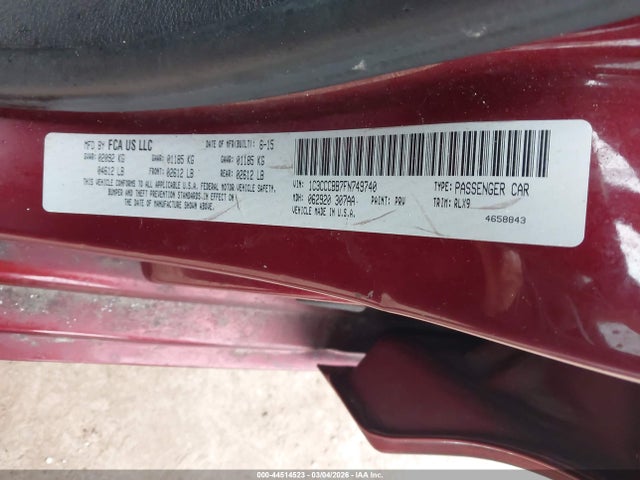 MFD BY FCA US LLC DATE OF MFR(BUILT): 6-15
GVWR: 02092 KG GAWR: 01185 KG GAWR: 01185 KG
04612 LB FRONT: 02612 LB REAR: 02612 LB
THIS VEHICLE CONFORMS
TO ALL APPLICABLE U.S.A. FEDERAL MOTOR VEHICLE SAFETY,
BUMPER AND THEFT PREVENTION STANDARDS IN EFFECT ON
THE DATE OF MANUFACTURE SHOWN ABOVE.
VIN: 1C3CCCBB7FN749740 TYPE: PASSENGER CAR
MDH: 062920 307AA PAINT: PRV TRIM: RLX9
VEHICLE MADE IN U.S.A. 4658843
000-44514523 - 03/04/2026 - IAAI.com